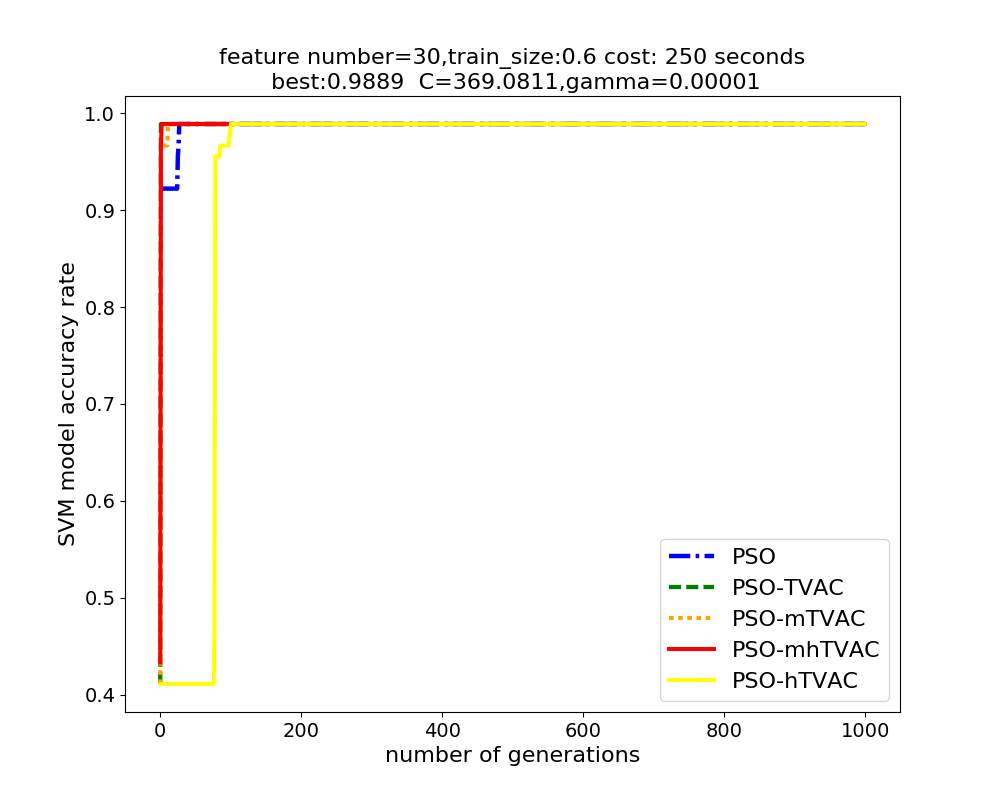 feature number=30,train_size:0.6 cost: 250 seconds
best:0.9889  C=369.0811,gamma=0.00001
1.0
0.9
0.8
0.7
0.6
0.5
0.4
SVM model accuracy rate
PSO
PSO-TVAC
PSO-mTVAC
PSO-mhTVAC
PSO-hTVAC
0 200 400 600 800 1000
number of generations